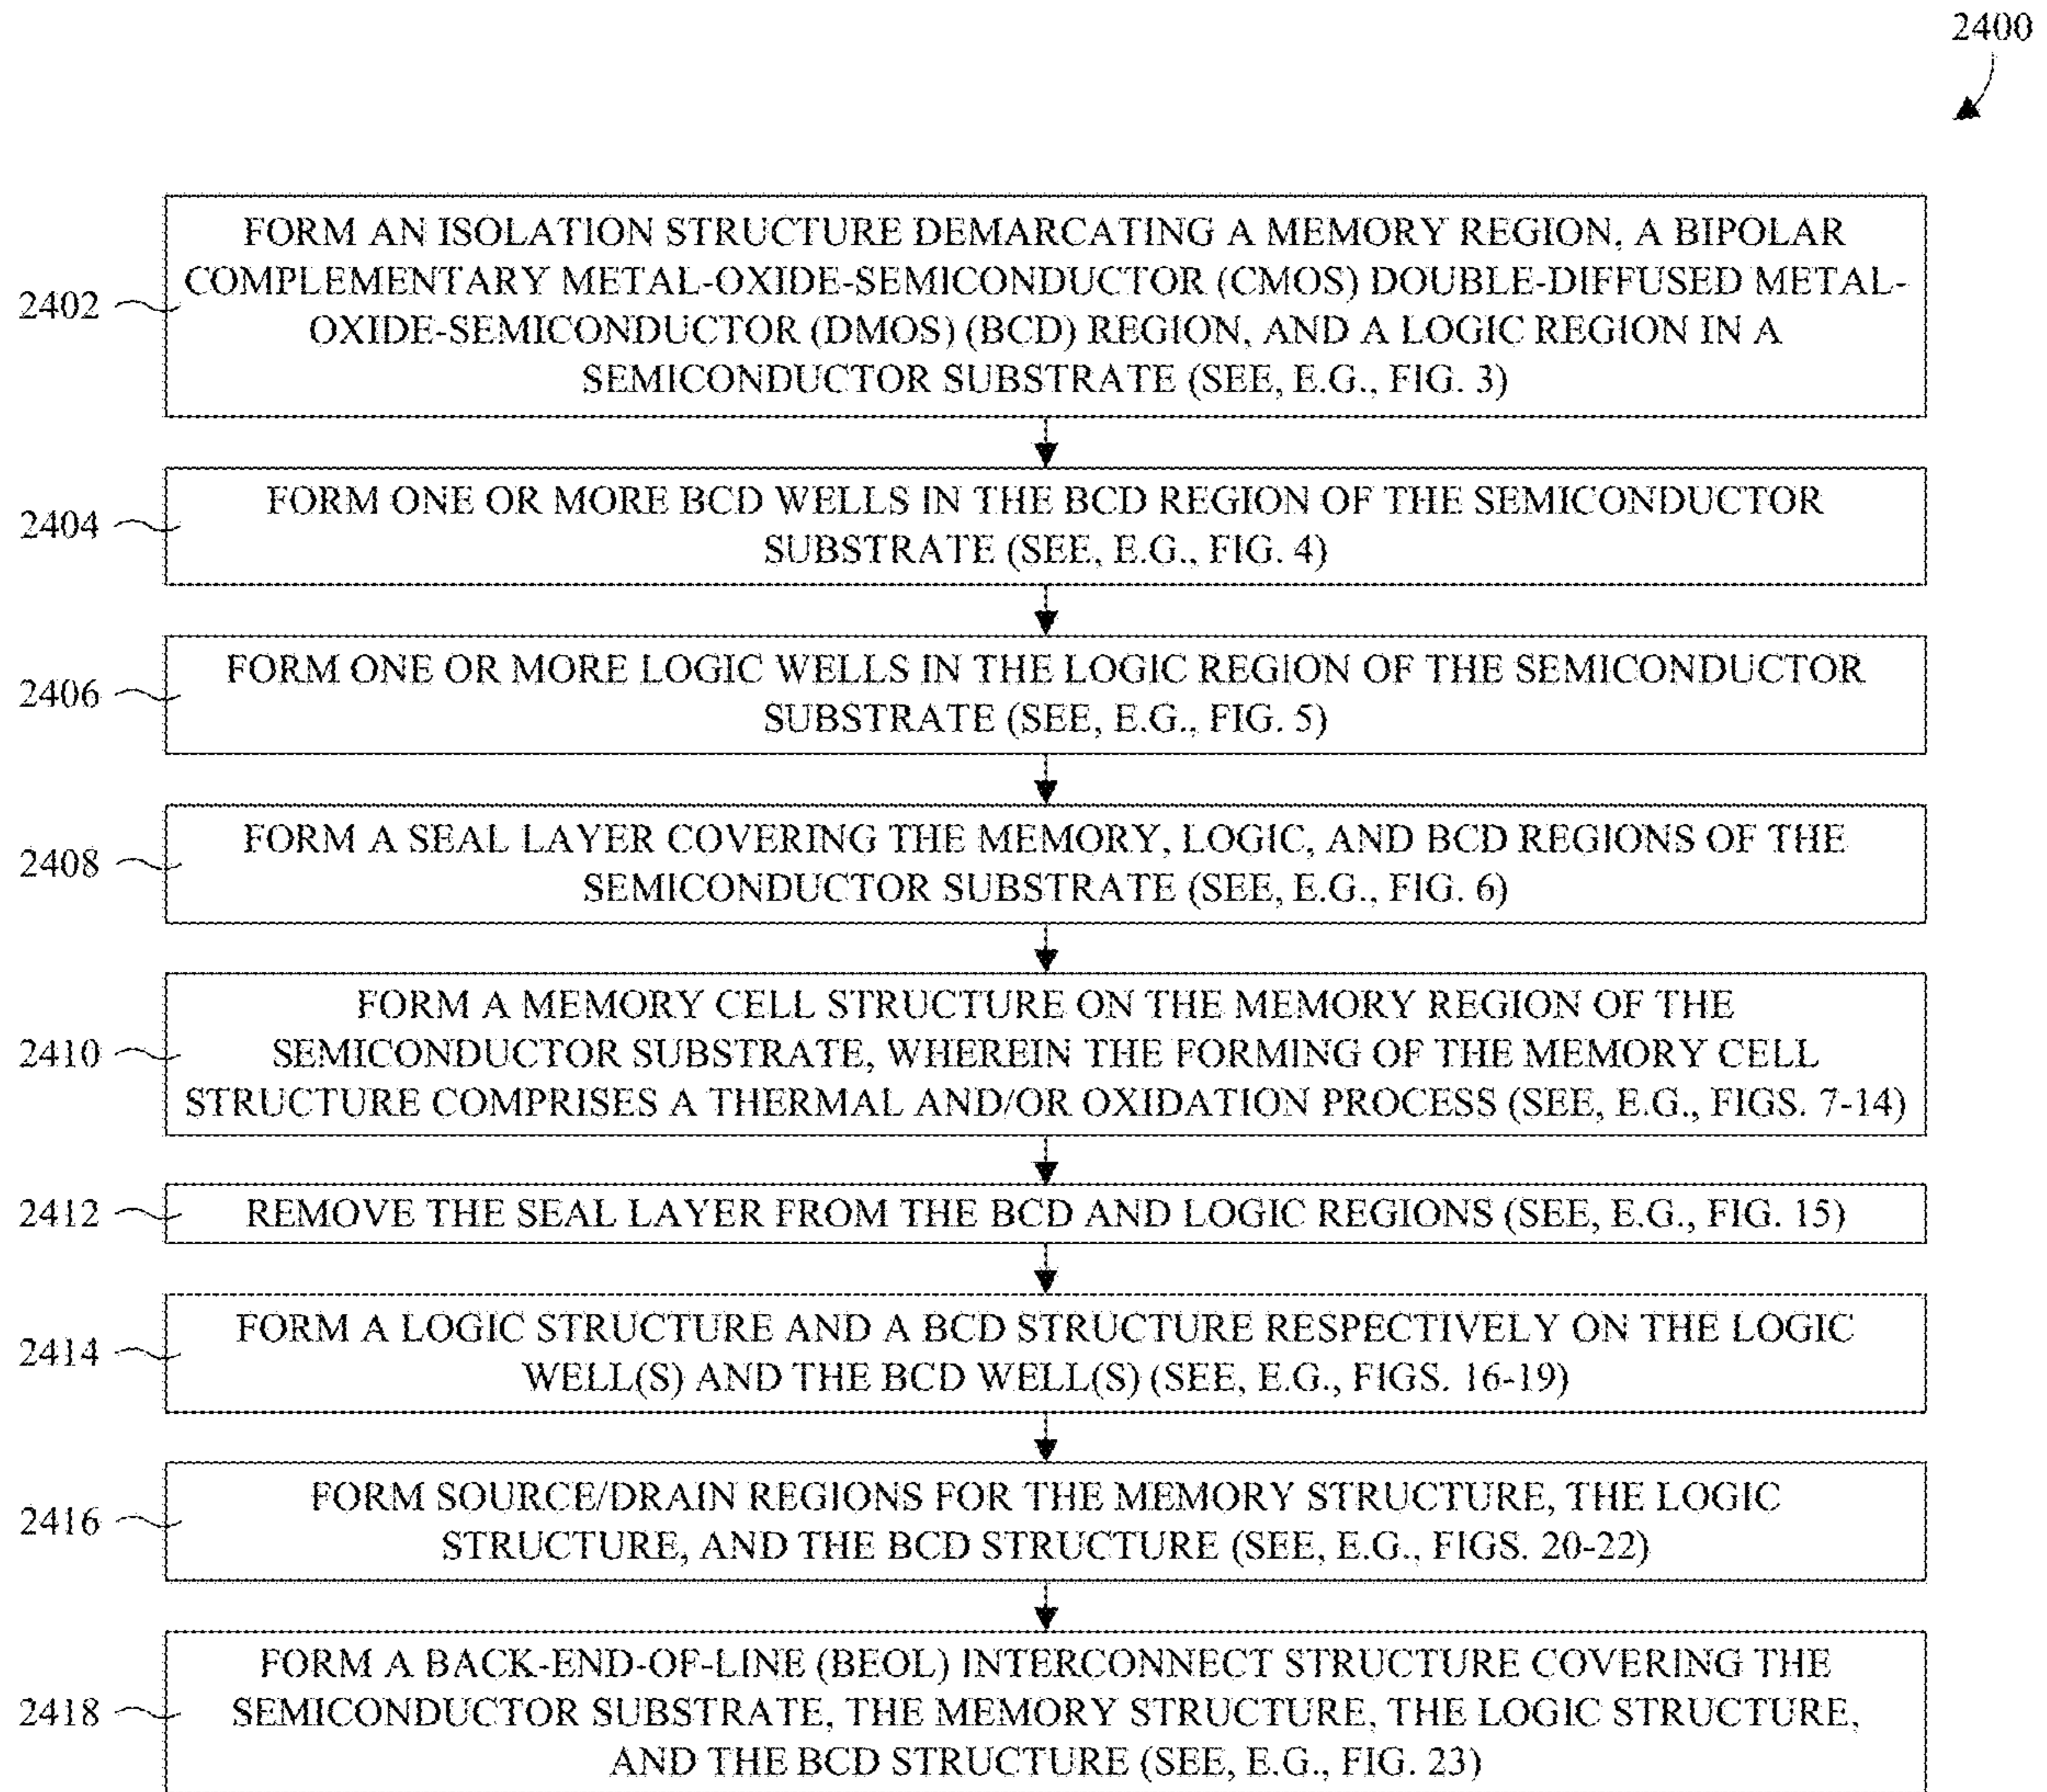 2400
FORM AN ISOLATION STRUCTURE DEMARCATING A MEMORY REGION, A BIPOLAR
COMPLEMENTARY METAL-OXIDE-SEMICONDUCTOR (CMOS) DOUBLE-DIFFUSED METAL-
2402
OXIDE-SEMICONDUCTOR (DMOS) (BCD) REGION, AND A LOGIC REGION IN A
SEMICONDUCTOR SUBSTRATE (SEE, E.G., FIG. 3)
2404
FORM ONE OR MORE BCD WELLS IN THE BCD REGION OF THE SEMICONDUCTOR
SUBSTRATE (SEE, E.G., FIG. 4)
2406
FORM ONE OR MORE LOGIC WELLS IN THE LOGIC REGION OF THE SEMICONDUCTOR
SUBSTRATE (SEE, E.G., FIG. 5)
2408
FORM A SEAL LAYER COVERING THE MEMORY, LOGIC, AND BCD REGIONS OF THE
SEMICONDUCTOR SUBSTRATE (SEE, E.G., FIG. 6)
2410
FORM A MEMORY CELL STRUCTURE ON THE MEMORY REGION OF THE
SEMICONDUCTOR SUBSTRATE, WHEREIN THE FORMING OF THE MEMORY CELL
STRUCTURE COMPRISES A THERMAL AND/OR OXIDATION PROCESS (SEE, E.G., FIGS. 7-14)
2412
REMOVE THE SEAL LAYER FROM THE BCD AND LOGIC REGIONS (SEE, E.G., FIG. 15)
2414
FORM A LOGIC STRUCTURE AND A BCD STRUCTURE RESPECTIVELY ON THE LOGIC
WELL(S) AND THE BCD WELL(S) (SEE, E.G., FIGS. 16-19)
2416
FORM SOURCE/DRAIN REGIONS FOR THE MEMORY STRUCTURE, THE LOGIC
STRUCTURE, AND THE BCD STRUCTURE (SEE, E.G., FIGS. 20-22)
2418
FORM A BACK-END-OF-LINE (BEOL) INTERCONNECT STRUCTURE COVERING THE
SEMICONDUCTOR SUBSTRATE, THE MEMORY STRUCTURE, THE LOGIC STRUCTURE,
AND THE BCD STRUCTURE (SEE, E.G., FIG. 23)